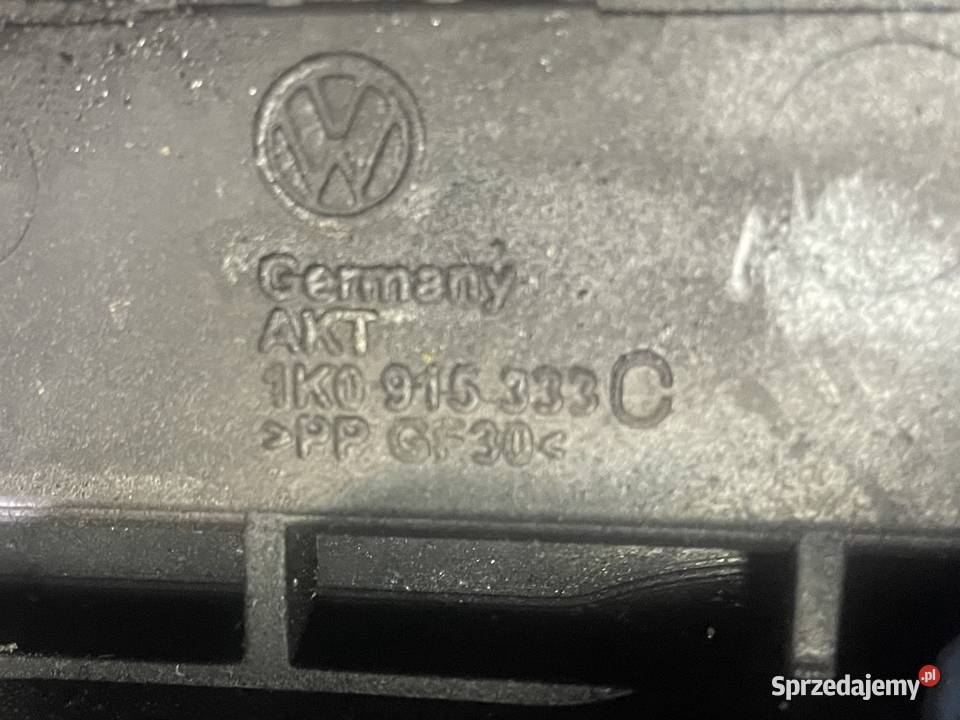 Germany
AKT
1K0 915 333 C
>PP GF30<
Sprzedajemy.pl